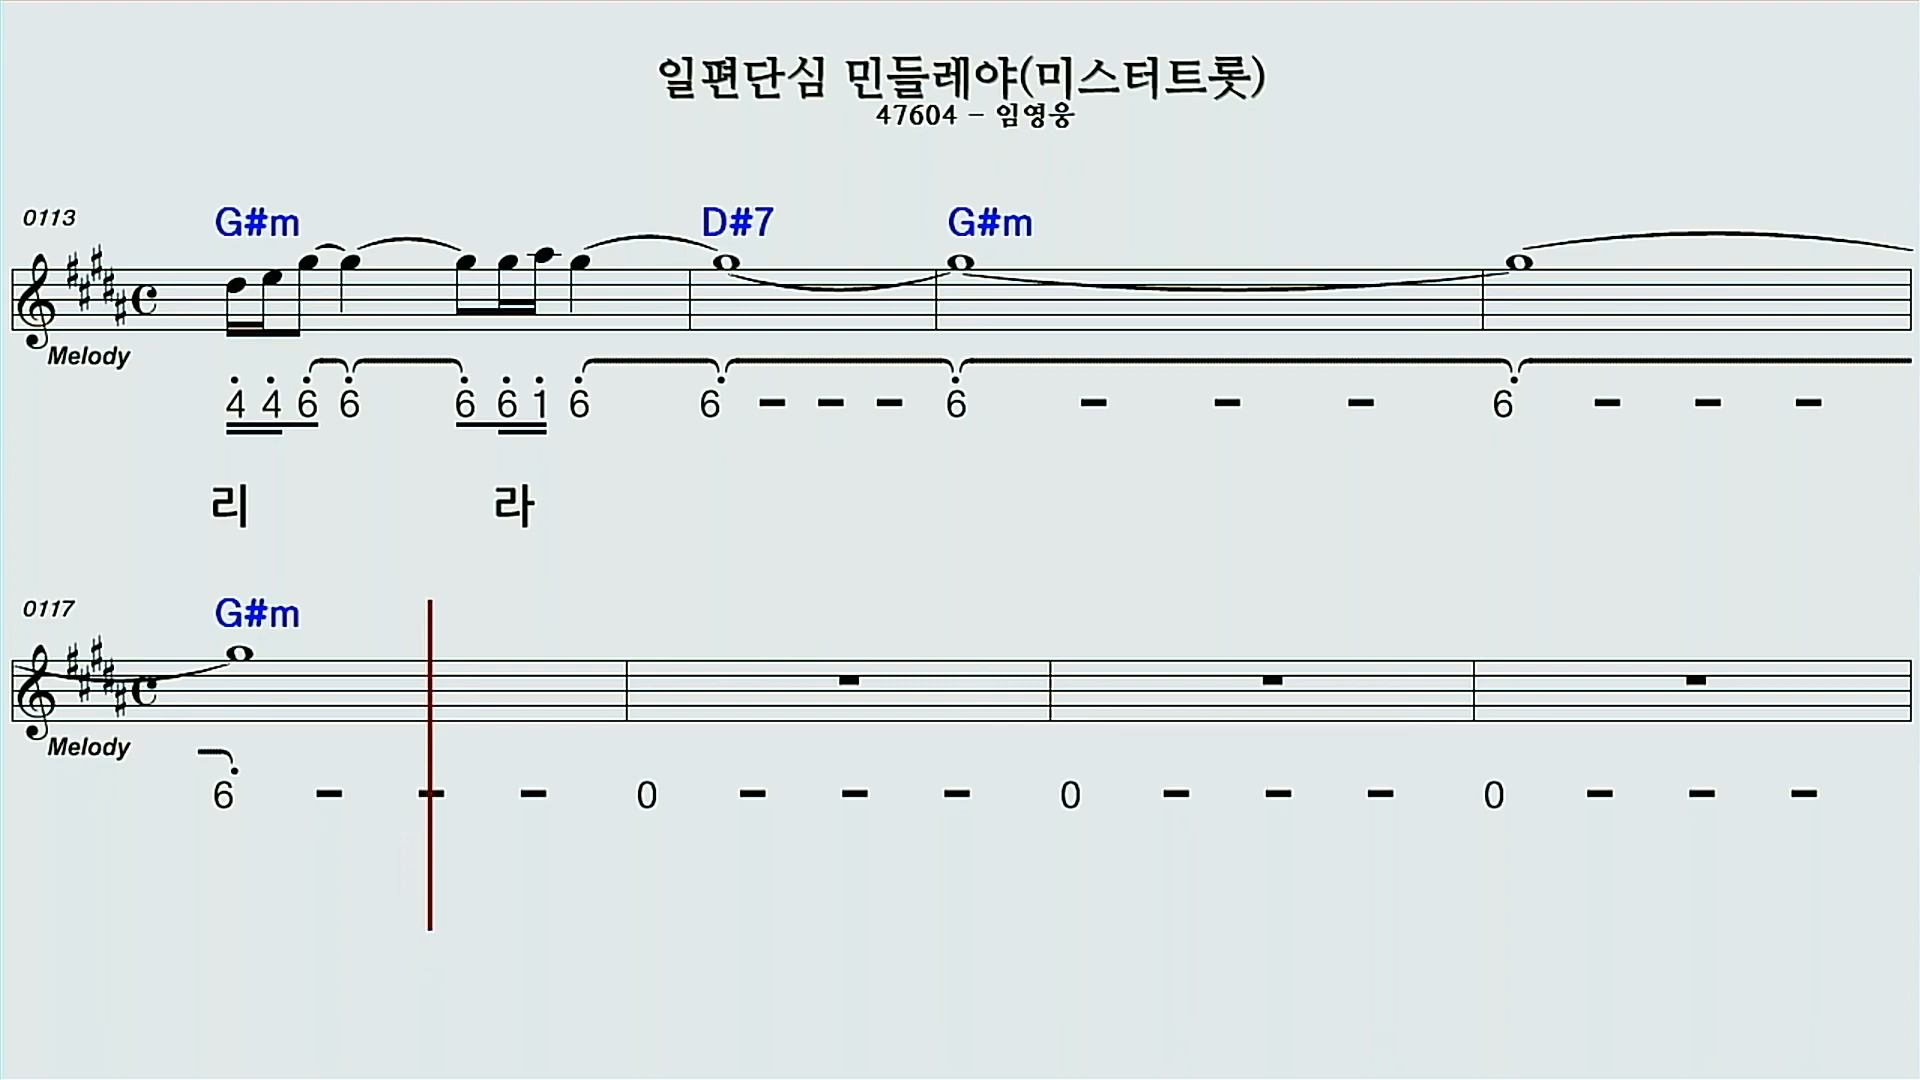 일편단심 민들레야(미스터트롯)
47604 - 임영웅
0113 G#m D#7 G#m
Melody
4 4 6 6 6 6 1 6 6 - - - 6 - - - 6 - - -
리 라
0117 G#m
Melody
6 - - - 0 - - - 0 - - - 0 - - -